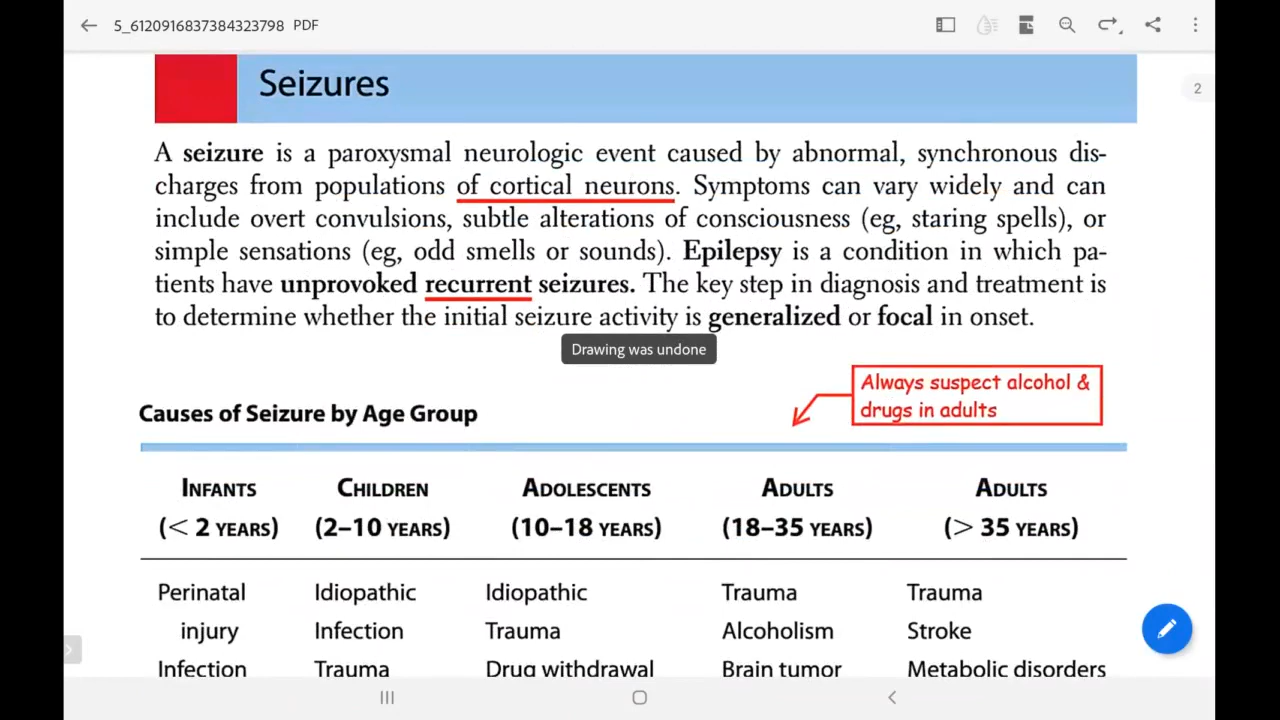 5_6120916837384323798 PDF
Seizures
2
A seizure is a paroxysmal neurologic event caused by abnormal, synchronous dis-
charges from populations of cortical neurons. Symptoms can vary widely and can
include overt convulsions, subtle alterations of consciousness (eg, staring spells), or
simple sensations (eg, odd smells or sounds). Epilepsy is a condition in which pa-
tients have unprovoked recurrent seizures. The key step in diagnosis and treatment is
to determine whether the initial seizure activity is generalized or focal in onset.
Drawing was undone
Always suspect alcohol &
drugs in adults
Causes of Seizure by Age Group
INFANTS CHILDREN ADOLESCENTS ADULTS ADULTS
(< 2 YEARS) (2–10 YEARS) (10–18 YEARS) (18–35 YEARS) (> 35 YEARS)
Perinatal Idiopathic Idiopathic Trauma Trauma
injury Infection Trauma Alcoholism Stroke
Infection Trauma Drug withdrawal Brain tumor Metabolic disorders